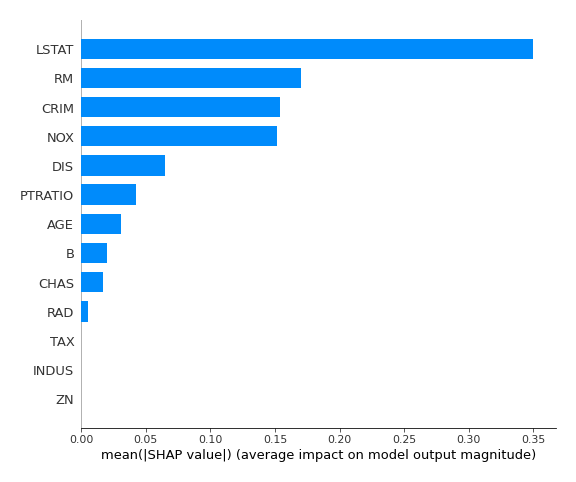 LSTAT
RM
CRIM
NOX
DIS
PTRATIO
AGE
B
CHAS
RAD
TAX
INDUS
ZN
0.00 0.05 0.10 0.15 0.20 0.25 0.30 0.35
mean(|SHAP value|) (average impact on model output magnitude)